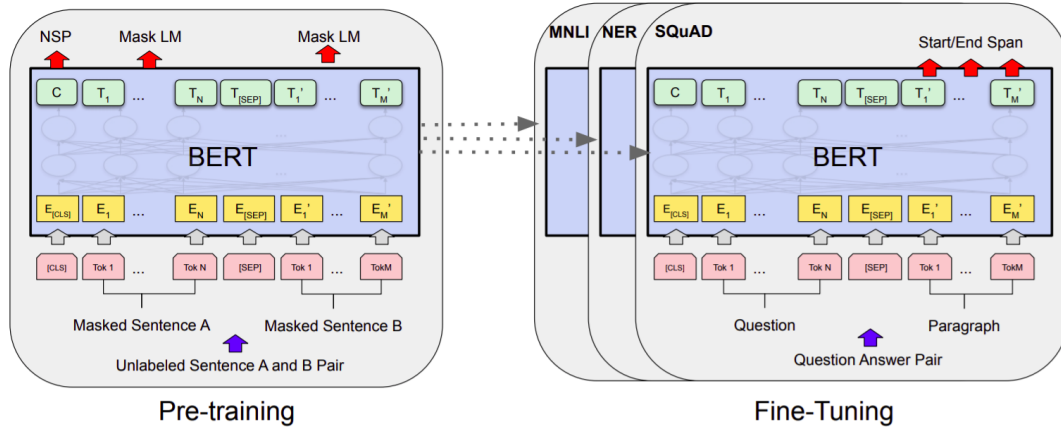 NSP Mask LM Mask LM
C T1 ... TN T[SEP] T1' ... TM'
...
BERT
...
E[CLS] E1 ... EN E[SEP] E1' ... EM'
[CLS] Tok 1 ... Tok N [SEP] Tok 1 ... TokM
Masked Sentence A Masked Sentence B
Unlabeled Sentence A and B Pair
Pre-training
MNLI NER SQuAD
Start/End Span
C T1 ... TN T[SEP] T1' ... TM'
...
BERT
...
E[CLS] E1 ... EN E[SEP] E1' ... EM'
[CLS] Tok 1 ... Tok N [SEP] Tok 1 ... TokM
Question Paragraph
Question Answer Pair
Fine-Tuning